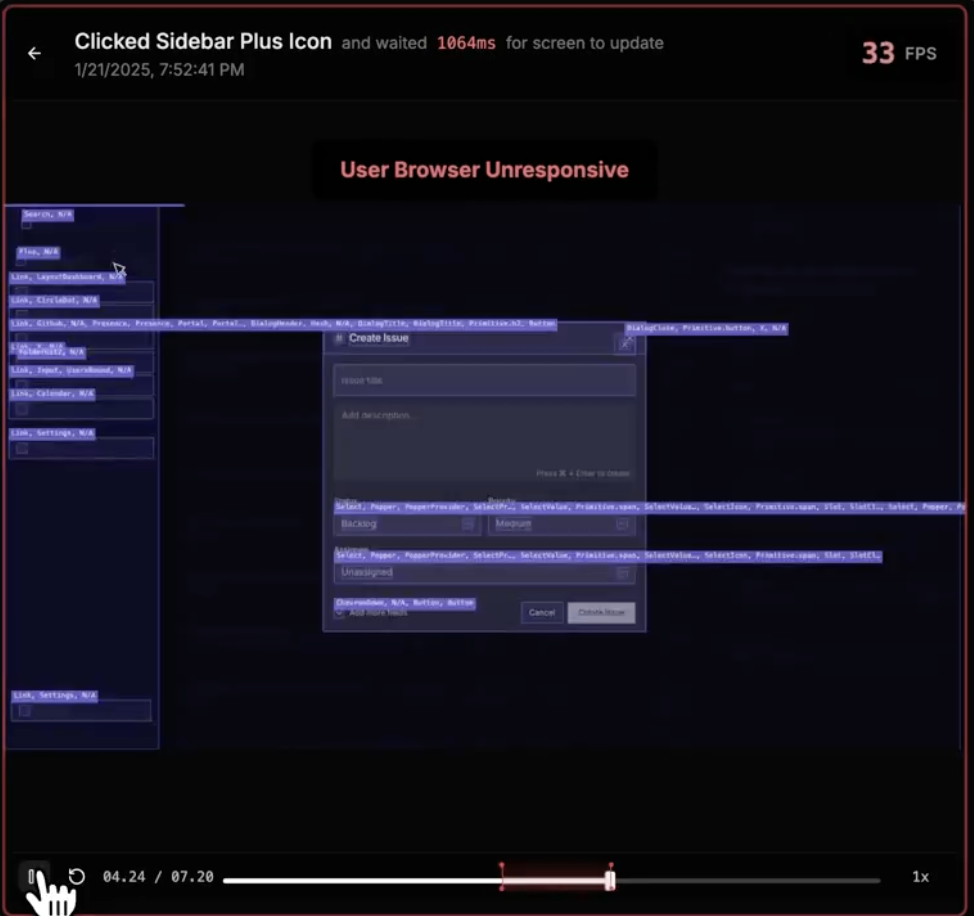 Clicked Sidebar Plus Icon and waited 1064ms for screen to update
1/21/2025, 7:52:41 PM
33 FPS
User Browser Unresponsive
Search, N/A
Plus, N/A
Link, LayoutDashboard, N/A
Link, CircleDot, N/A
Link, Github, N/A, Presence, Presence, Portal, Portal.., DialogHeader, Hash, N/A, DialogTitle, DialogTitle, Primitive.h2, Button
DialogClose, Primitive.button, X, N/A
Create Issue
N/A
Link, Input, UsersRound, N/A
Issue title
Link, Calendar, N/A
Add description...
Link, Settings, N/A
Press ⌘ + Enter to create
Status
Priority
Select, Popper, PopperProvider, SelectPr.., SelectValue, Primitive.span, SelectValue.., SelectIcon, Primitive.span, Slot, SlotCl.., Select, Popper,
Backlog
Medium
Assignee
Select, Popper, PopperProvider, SelectPr.., SelectValue, Primitive.span, SelectValue.., SelectIcon, Primitive.span, Slot, SlotCl..
Unassigned
ChevronDown, N/A, Button, Button
Add more fields
Cancel
Create Issue
Link, Settings, N/A
04.24 / 07.20
1x